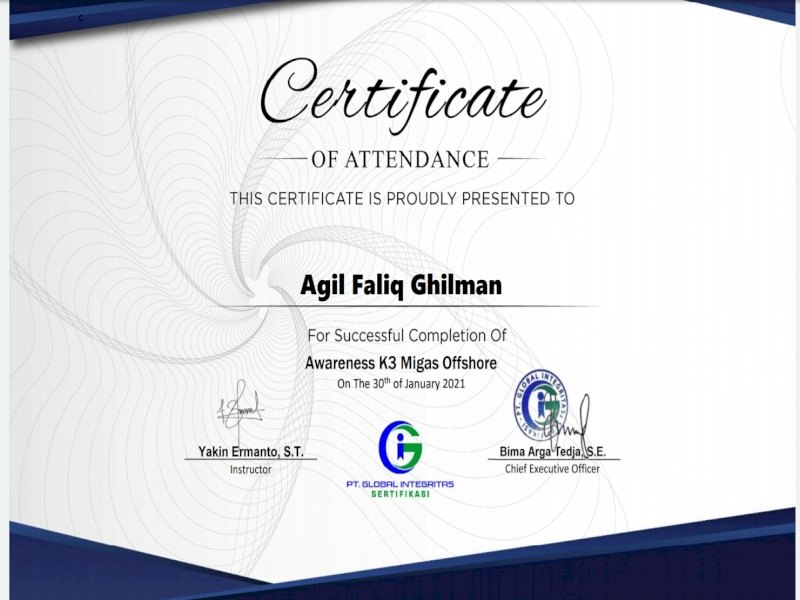 c
Certificate
OF ATTENDANCE
THIS CERTIFICATE IS PROUDLY PRESENTED TO
Agil Faliq Ghilman
For Successful Completion Of
Awareness K3 Migas Offshore
On The 30th of January 2021
PT. GLOBAL INTEGRITAS
Yakin Ermanto, S.T.
Instructor
PT. GLOBAL INTEGRITAS
SERTIFIKASI
Bima Arga Tedja, S.E.
Chief Executive Officer